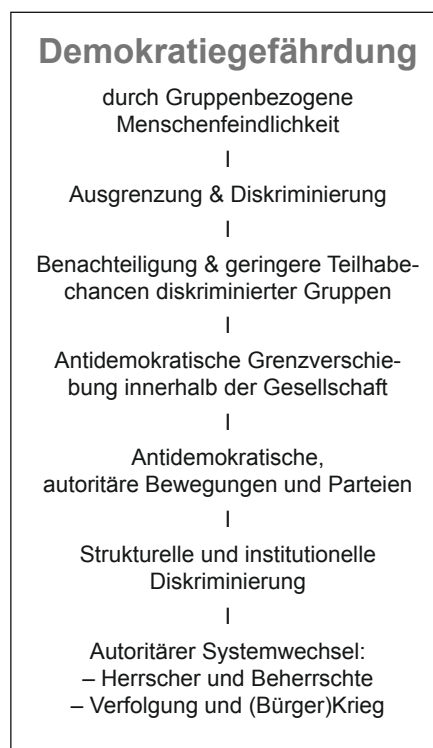 Demokratiegefährdung
durch Gruppenbezogene
Menschenfeindlichkeit
I
Ausgrenzung & Diskriminierung
I
Benachteiligung & geringere Teilhabe-
chancen diskriminierter Gruppen
I
Antidemokratische Grenzverschie-
bung innerhalb der Gesellschaft
I
Antidemokratische,
autoritäre Bewegungen und Parteien
I
Strukturelle und institutionelle
Diskriminierung
I
Autoritärer Systemwechsel:
– Herrscher und Beherrschte
– Verfolgung und (Bürger)Krieg